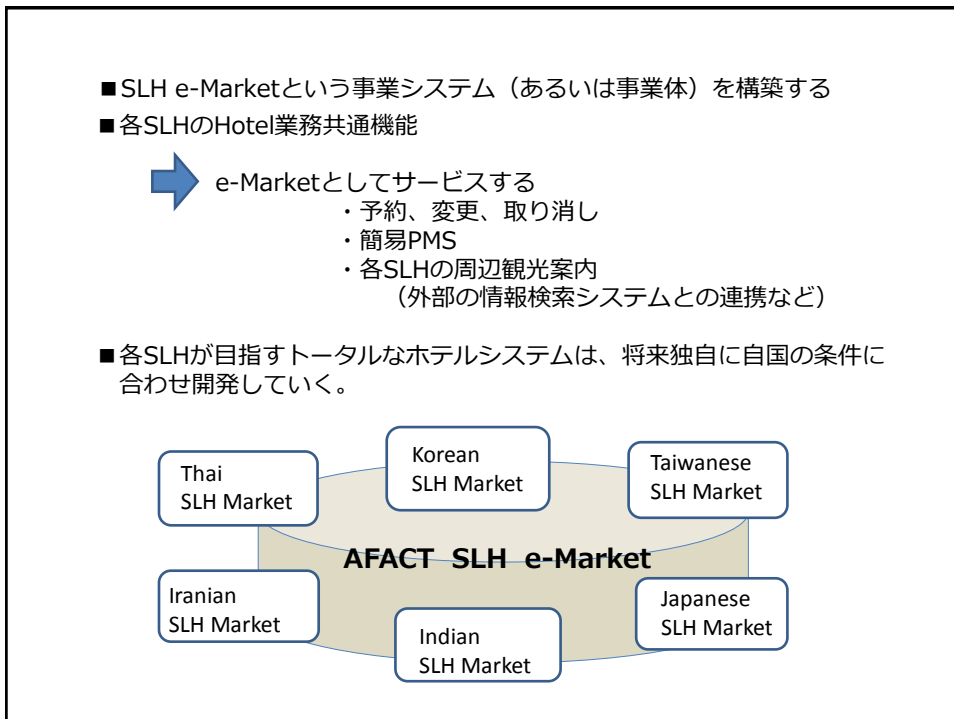 ■SLH e-Marketという事業システム（あるいは事業体）を構築する
■各SLHのHotel業務共通機能
e-Marketとしてサービスする
・予約、変更、取り消し
・簡易PMS
・各SLHの周辺観光案内
（外部の情報検索システムとの連携など）
■各SLHが目指すトータルなホテルシステムは、将来独自に自国の条件に
合わせ開発していく。
Thai
SLH Market
Korean
SLH Market
Taiwanese
SLH Market
AFACT SLH e-Market
Iranian
SLH Market
Indian
SLH Market
Japanese
SLH Market